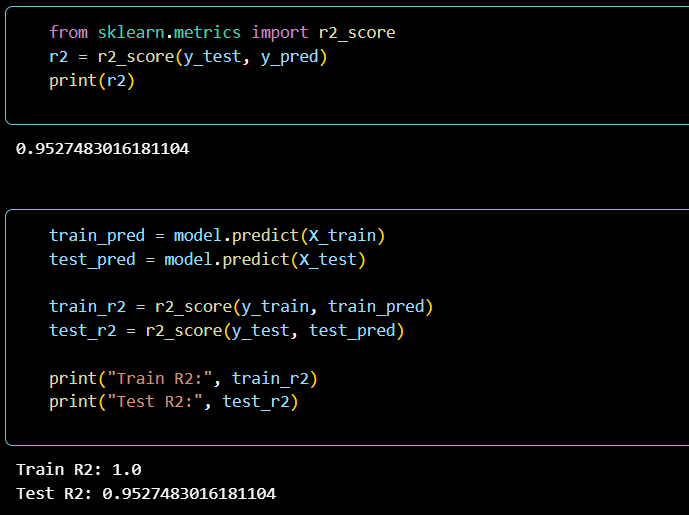 from sklearn.metrics import r2_score
r2 = r2_score(y_test, y_pred)
print(r2)
0.9527483016181104
train_pred = model.predict(X_train)
test_pred = model.predict(X_test)
train_r2 = r2_score(y_train, train_pred)
test_r2 = r2_score(y_test, test_pred)
print("Train R2:", train_r2)
print("Test R2:", test_r2)
Train R2: 1.0
Test R2: 0.9527483016181104